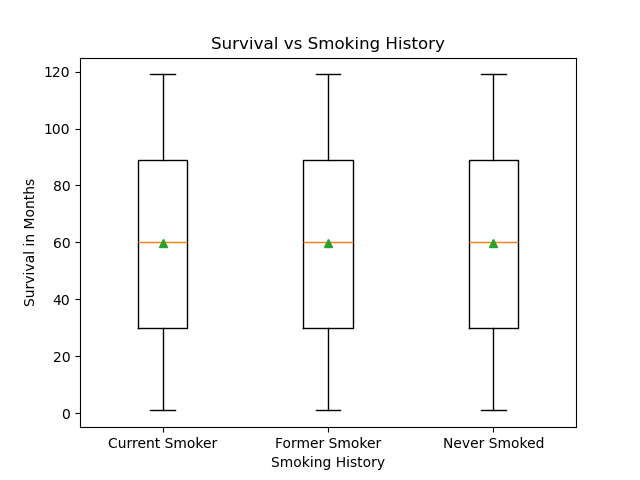 Survival vs Smoking History
120
100
80
60
40
20
0
Survival in Months
Current Smoker
Former Smoker
Never Smoked
Smoking History